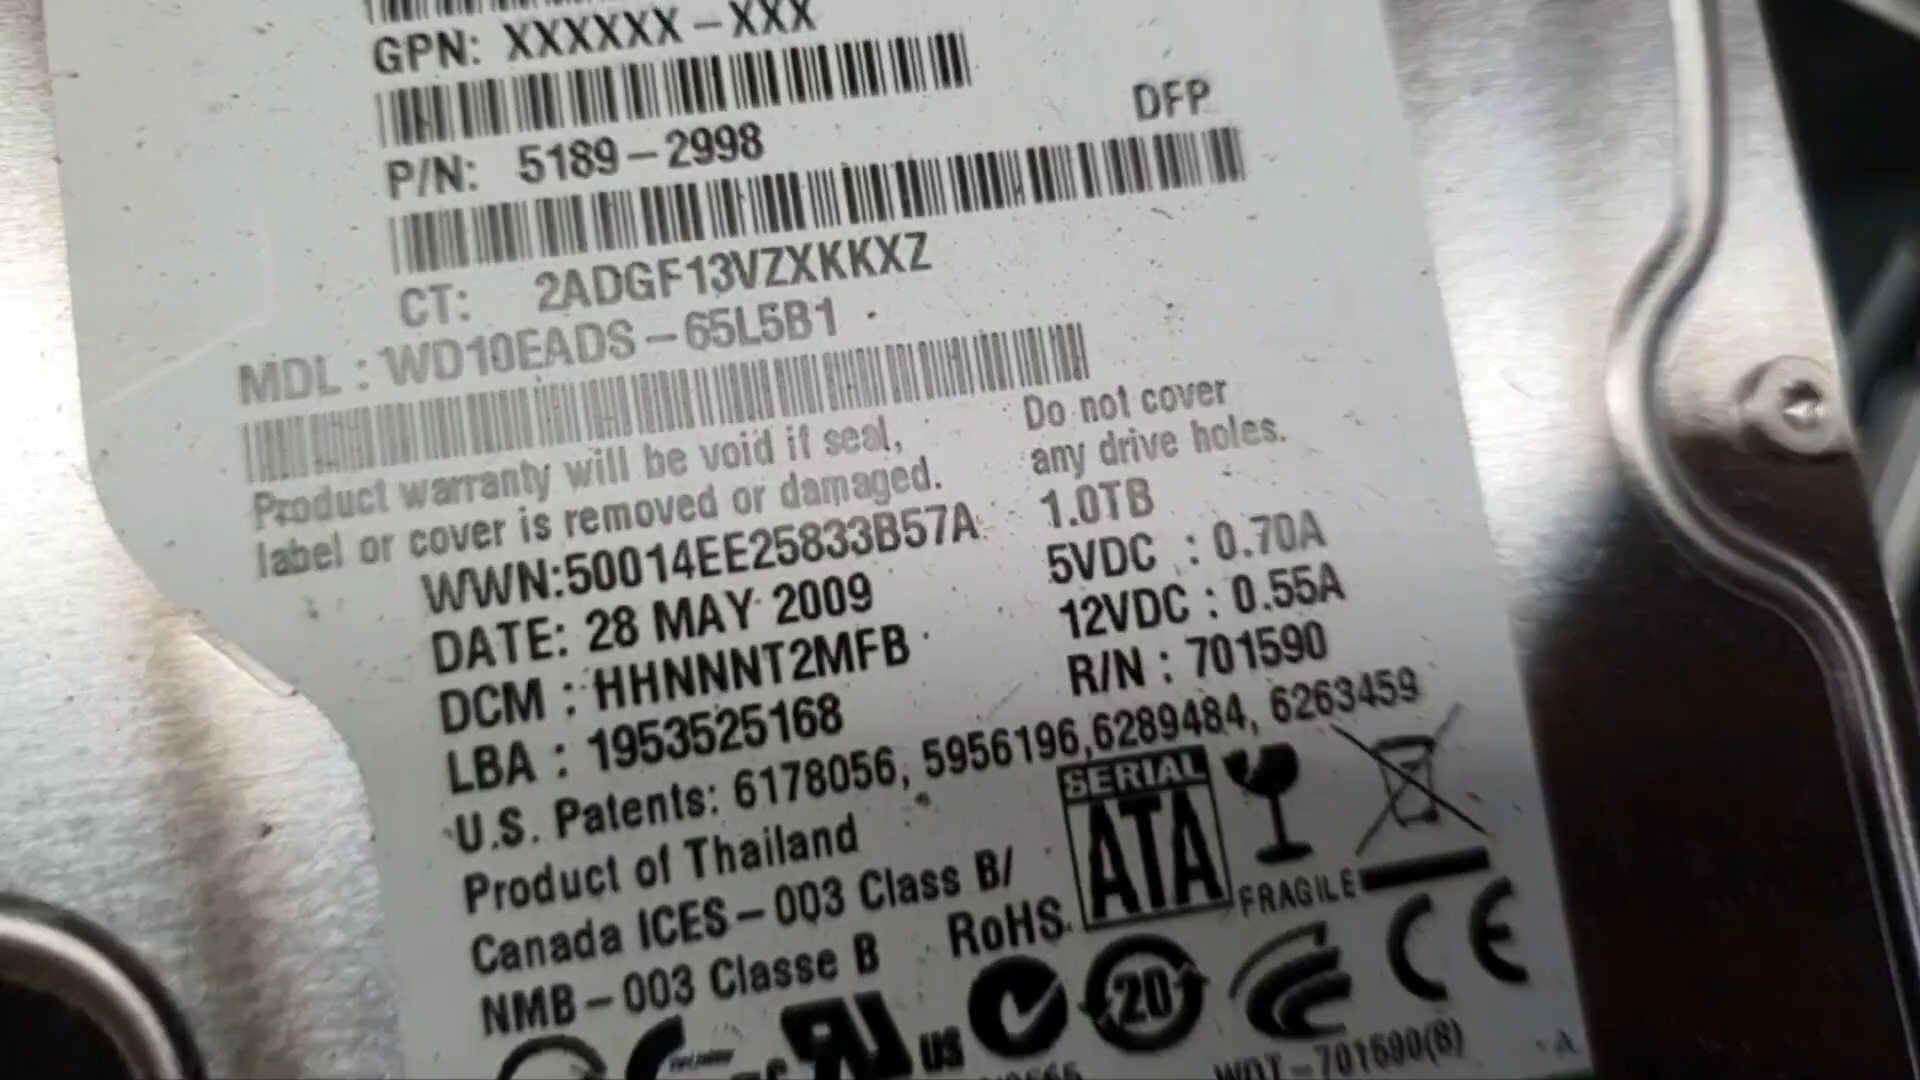 GPN: XXXXXX-XXX
P/N: 5189-2998
DFP
CT: 2ADGF13VZXKKXZ
MDL : WD10EADS-65L5B1
Product warranty will be void if seal,
label or cover is removed or damaged.
Do not cover
any drive holes.
WWN:50014EE25833B57A
DATE: 28 MAY 2009
DCM : HHNNNT2MFB
LBA : 1953525168
1.0TB
5VDC : 0.70A
12VDC : 0.55A
R/N : 701590
U.S. Patents: 6178056, 5956196,6289484, 6263459
Product of Thailand
Canada ICES-003 Class B/
NMB-003 Classe B
RoHS
SERIAL
ATA
FRAGILE
CE
20
US
WDT-701590(8)
A